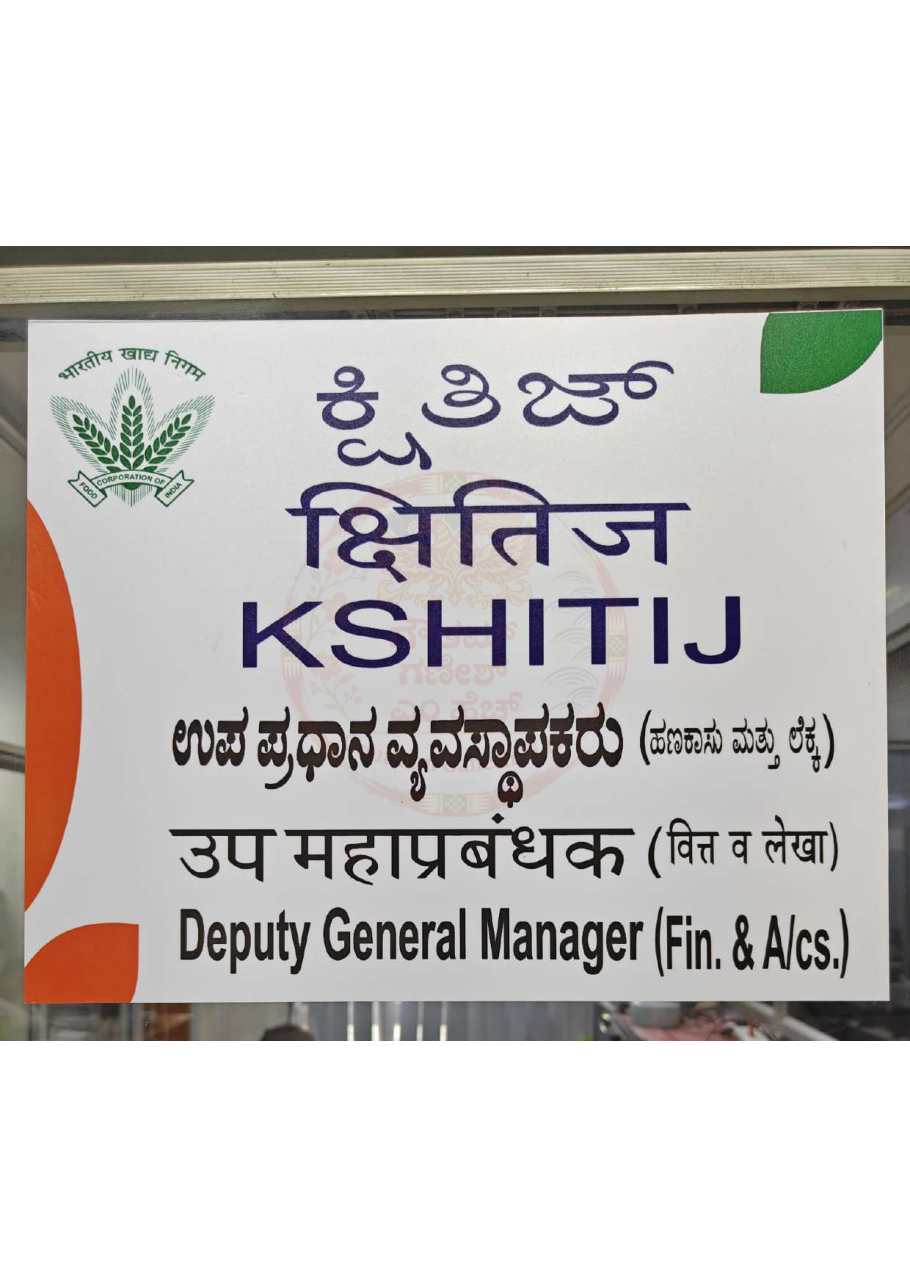 भारतीय खाद्य निगम
FOOD CORPORATION OF INDIA
ಕ್ಷಿತಿಜ್
क्षितिज
KSHITIJ
ಗಣೇಶ್
ಉಪ ಪ್ರಧಾನ ವ್ಯವಸ್ಥಾಪಕರು (ಹಣಕಾಸು ಮತ್ತು ಲೆಕ್ಕ)
उप महाप्रबंधक (वित्त व लेखा)
Deputy General Manager (Fin. & A/cs.)